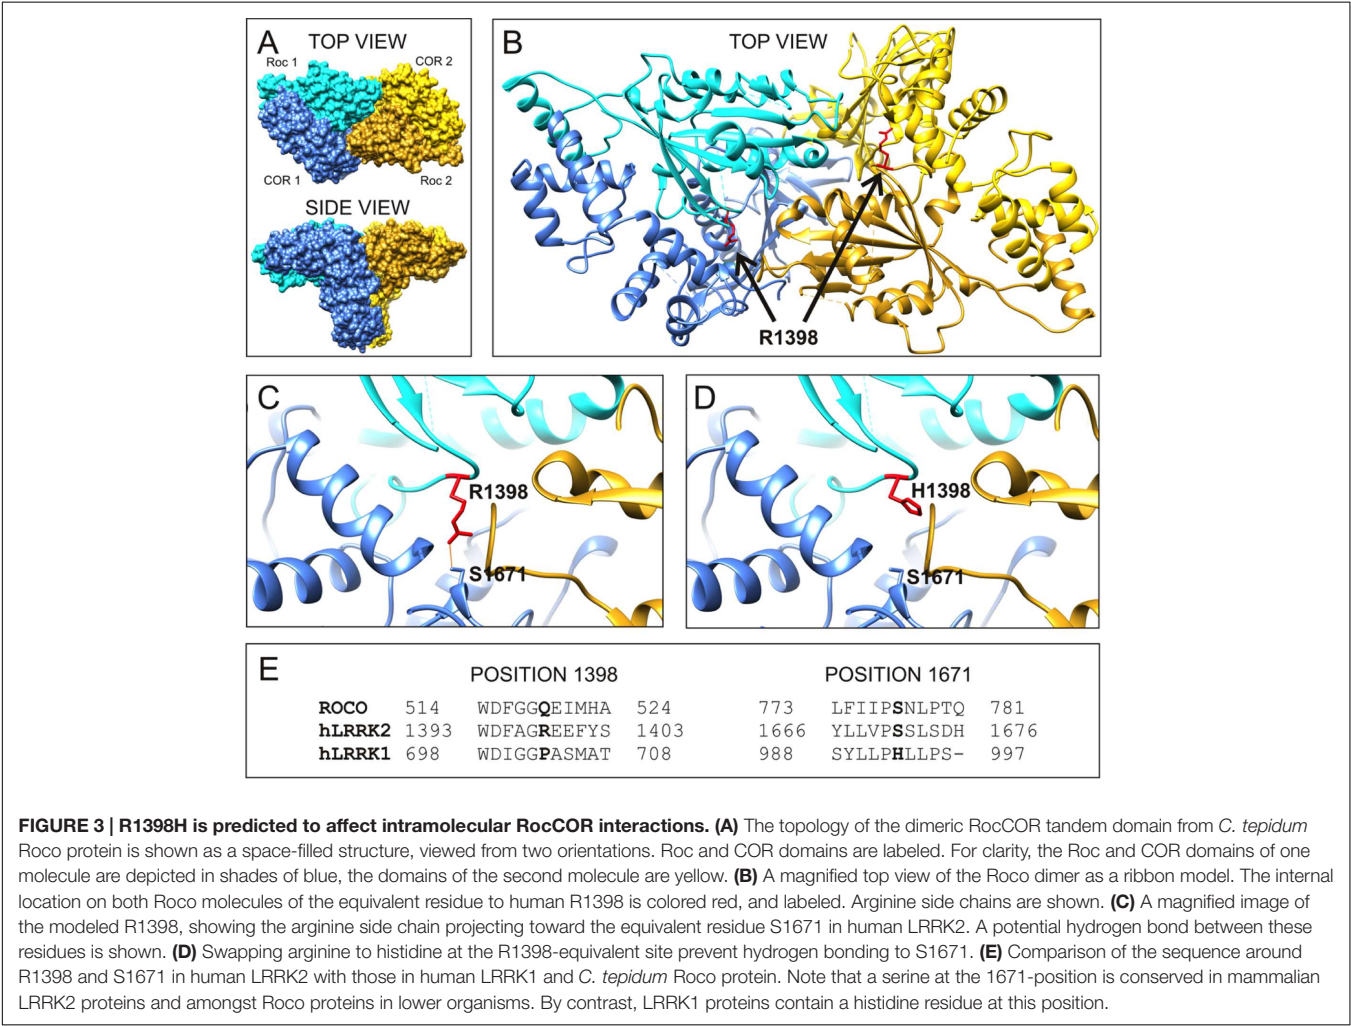 A
TOP VIEW
Roc 1
COR 2
COR 1
Roc 2
SIDE VIEW
B
TOP VIEW
R1398
C
R1398
S1671
D
H1398
S1671
E
POSITION 1398 POSITION 1671
ROCO 514 WDFGGQEIMHA 524 773 LFIIPSNLPTQ 781
hLRRK2 1393 WDFAGREEFYS 1403 1666 YLLVPSSLSDH 1676
hLRRK1 698 WDIGGPASMAT 708 988 SYLLPHLLPS- 997
FIGURE 3 | R1398H is predicted to affect intramolecular RocCOR interactions. (A) The topology of the dimeric RocCOR tandem domain from C. tepidum
Roco protein is shown as a space-filled structure, viewed from two orientations. Roc and COR domains are labeled. For clarity, the Roc and COR domains of one
molecule are depicted in shades of blue, the domains of the second molecule are yellow. (B) A magnified top view of the Roco dimer as a ribbon model. The internal
location on both Roco molecules of the equivalent residue to human R1398 is colored red, and labeled. Arginine side chains are shown. (C) A magnified image of
the modeled R1398, showing the arginine side chain projecting toward the equivalent residue S1671 in human LRRK2. A potential hydrogen bond between these
residues is shown. (D) Swapping arginine to histidine at the R1398-equivalent site prevent hydrogen bonding to S1671. (E) Comparison of the sequence around
R1398 and S1671 in human LRRK2 with those in human LRRK1 and C. tepidum Roco protein. Note that a serine at the 1671-position is conserved in mammalian
LRRK2 proteins and amongst Roco proteins in lower organisms. By contrast, LRRK1 proteins contain a histidine residue at this position.